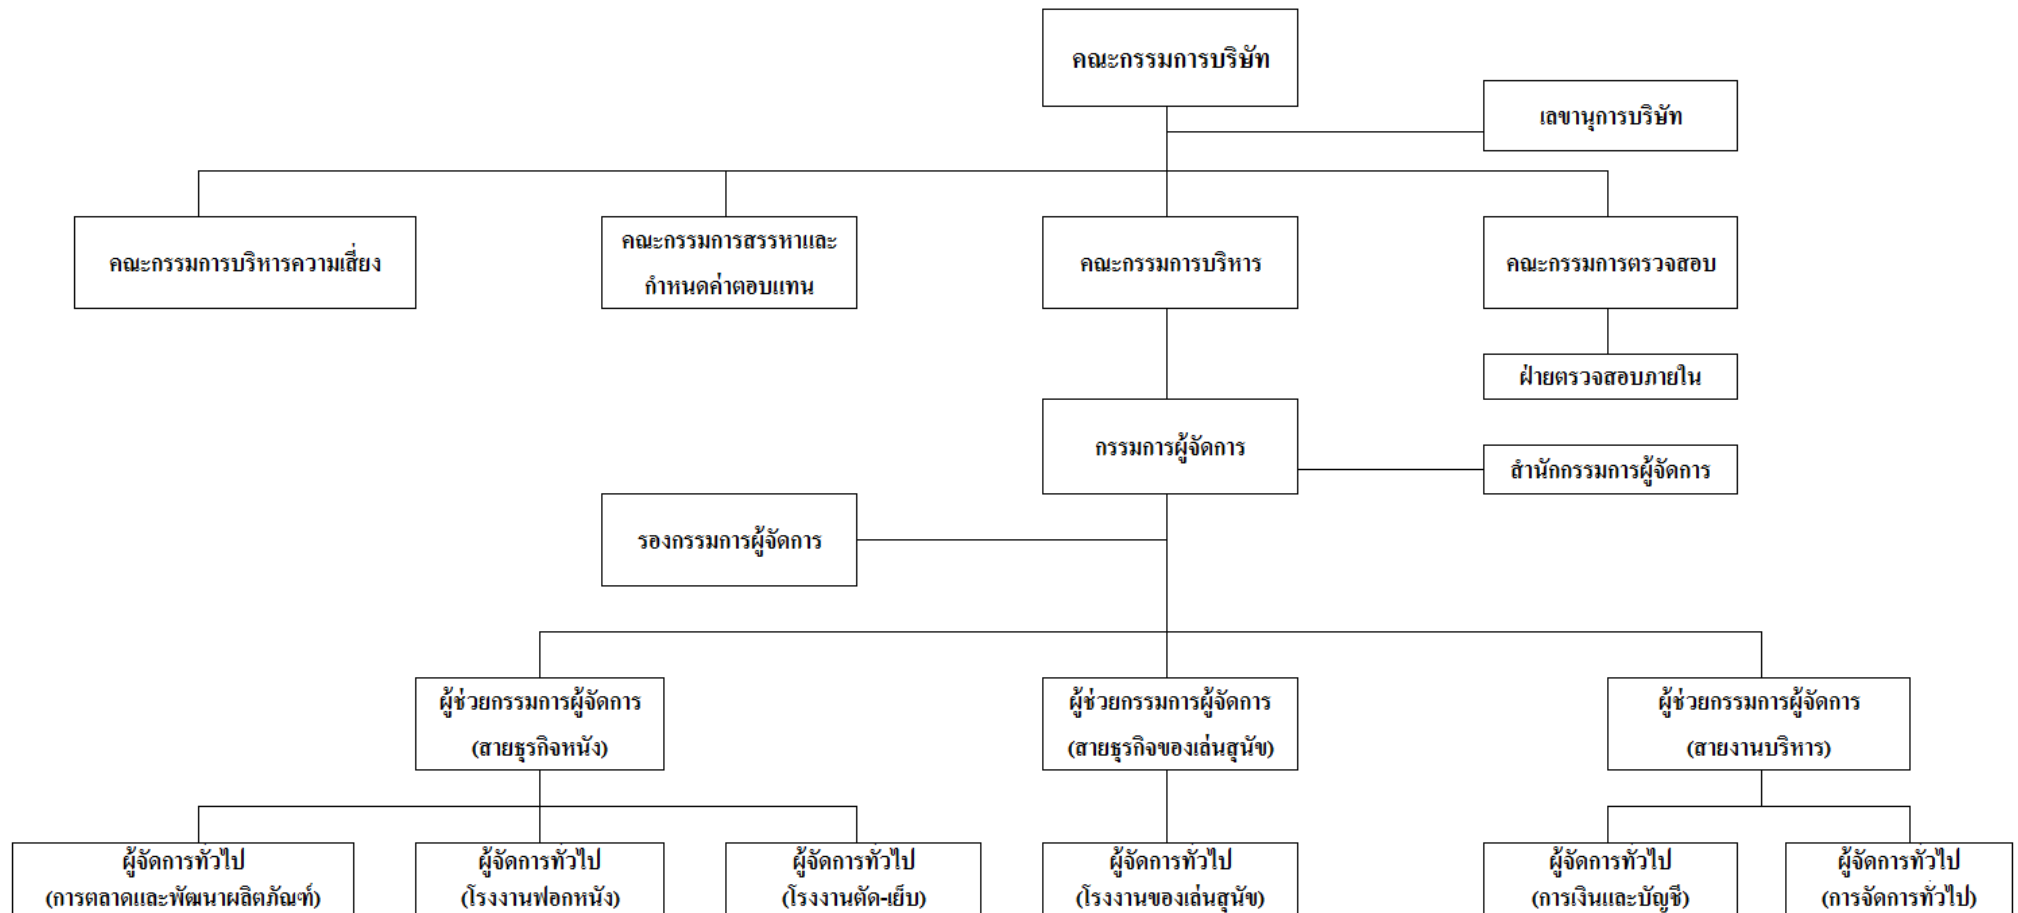 คณะกรรมการบริษัท
เลขานุการบริษัท
คณะกรรมการบริหารความเสี่ยง
คณะกรรมการสรรหาและ
กำหนดค่าตอบแทน
คณะกรรมการบริหาร
คณะกรรมการตรวจสอบ
ฝ่ายตรวจสอบภายใน
กรรมการผู้จัดการ
สำนักกรรมการผู้จัดการ
รองกรรมการผู้จัดการ
ผู้ช่วยกรรมการผู้จัดการ
(สายธุรกิจหนัง)
ผู้ช่วยกรรมการผู้จัดการ
(สายธุรกิจของเล่นสุนัข)
ผู้ช่วยกรรมการผู้จัดการ
(สายงานบริหาร)
ผู้จัดการทั่วไป
(การตลาดและพัฒนาผลิตภัณฑ์)
ผู้จัดการทั่วไป
(โรงงานฟอกหนัง)
ผู้จัดการทั่วไป
(โรงงานตัด-เย็บ)
ผู้จัดการทั่วไป
(โรงงานของเล่นสุนัข)
ผู้จัดการทั่วไป
(การเงินและบัญชี)
ผู้จัดการทั่วไป
(การจัดการทั่วไป)